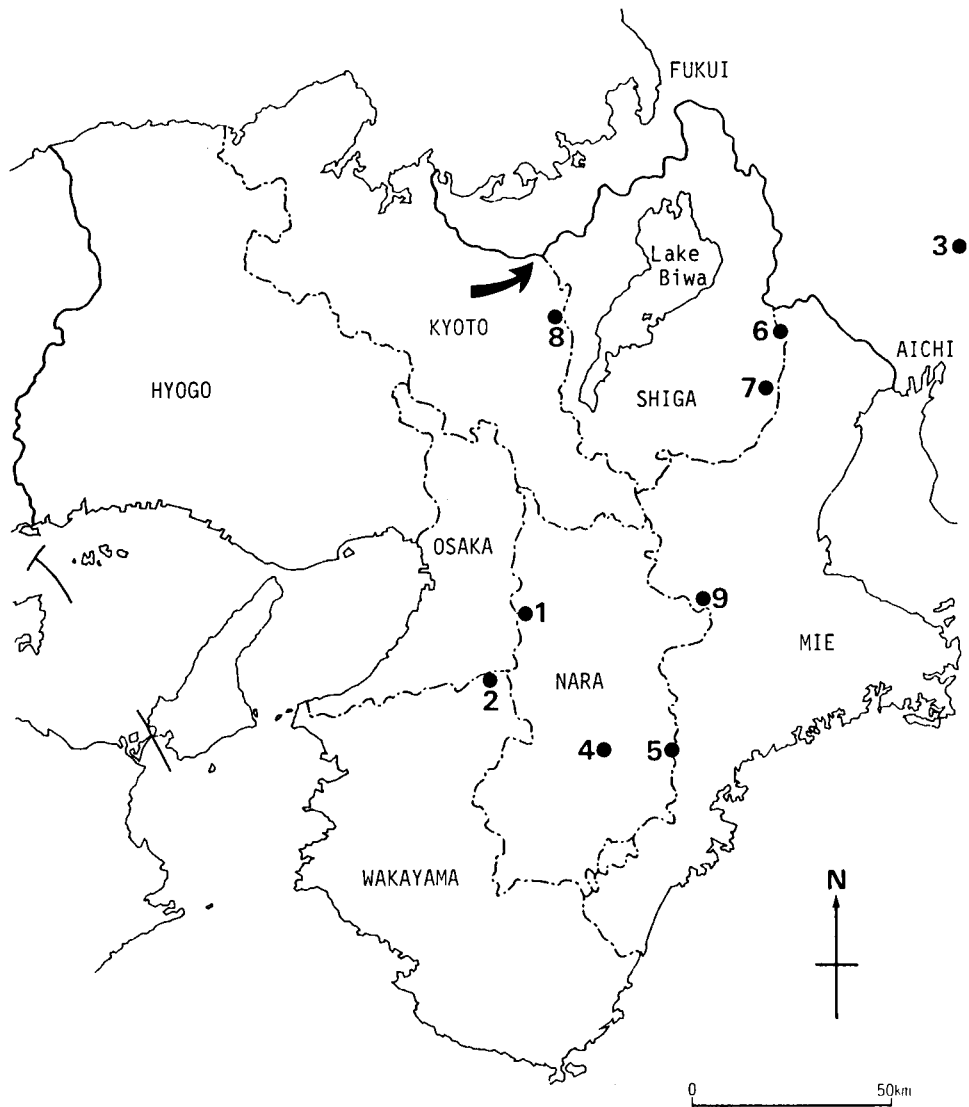 FUKUI
Lake
Biwa
3
KYOTO
8
6
AICHI
HYOGO
7
SHIGA
OSAKA
1
9
MIE
NARA
2
4
5
WAKAYAMA
N
0 50km